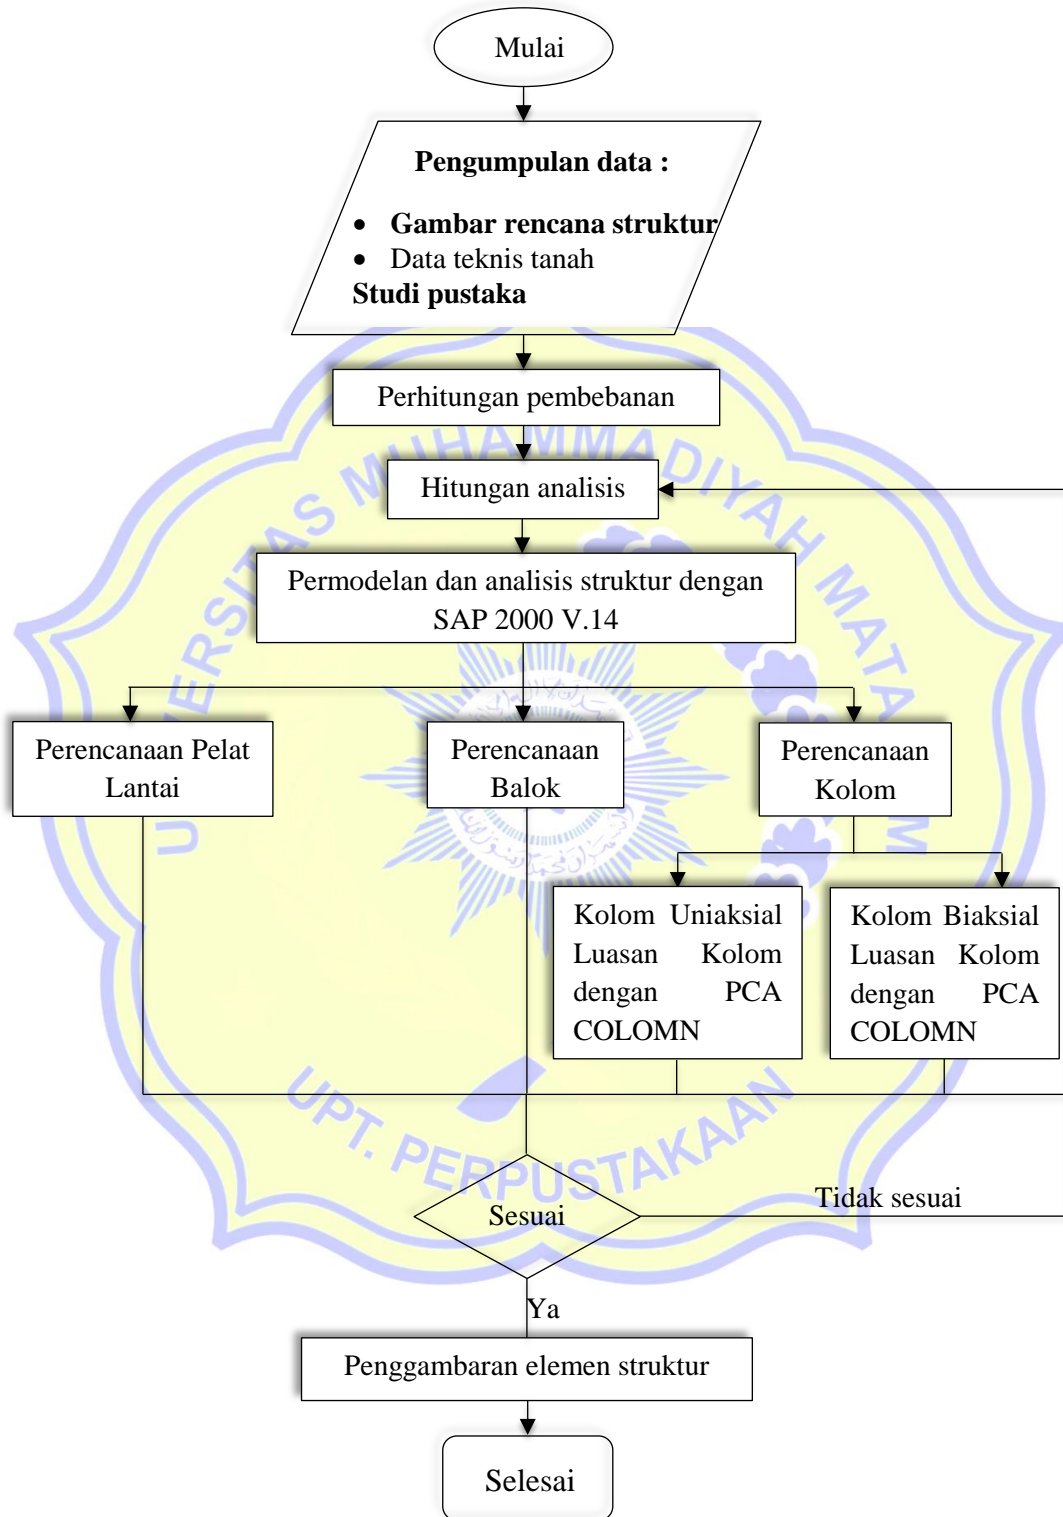 Mulai
Pengumpulan data :
• Gambar rencana struktur
• Data teknis tanah
Studi pustaka
Perhitungan pembebanan
UNIVERSITAS MUHAMMADIYAH MATARAM
Hitungan analisis
Permodelan dan analisis struktur dengan
SAP 2000 V.14
Perencanaan Pelat
Lantai
Perencanaan
Balok
Perencanaan
Kolom
Kolom Uniaksial
Luasan Kolom
dengan PCA
COLOMN
Kolom Biaksial
Luasan Kolom
dengan PCA
COLOMN
UPT. PERPUSTAKAAN
Sesuai
Tidak sesuai
Ya
Penggambaran elemen struktur
Selesai